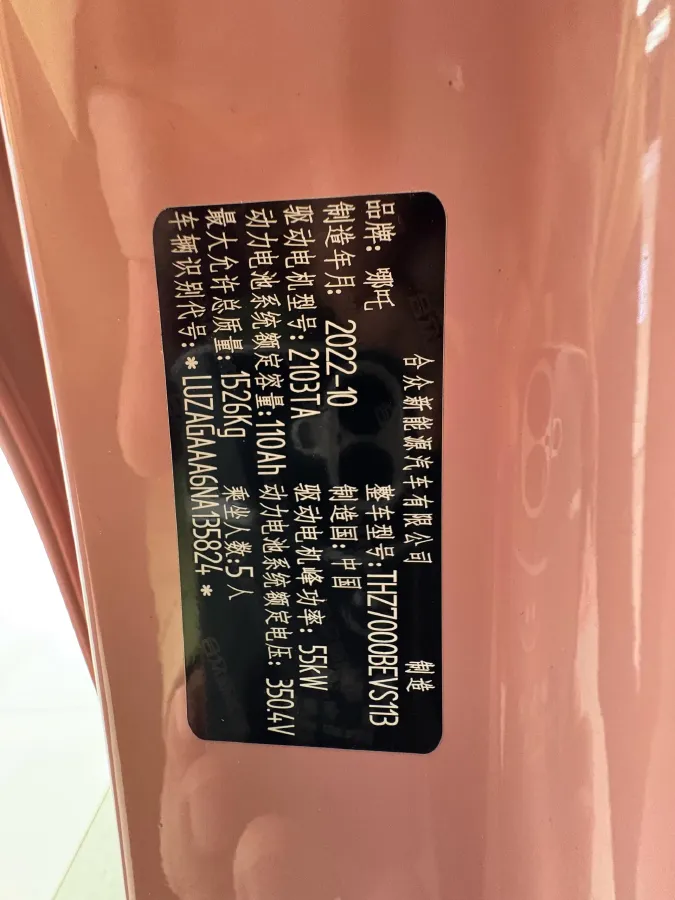 合众新能源汽车有限公司 制造
品牌: 哪吒 整车型号:THZ7000BEVS11B
制造年月: 2022-10 制造国:中国
驱动电机型号:2103TA 驱动电机峰功率: 55kW
动力电池系统额定容量:110Ah 动力电池系统额定电压: 350.4V
最大允许总质量: 1526Kg 乘坐人数:5人
车辆识别代号:*LUZAGAAA6NA135824*